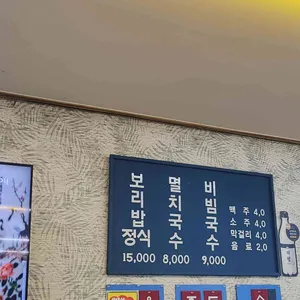 보리밥정식
15,000
멸치국수
8,000
비빔국수
9,000
맥주 4,0
소주 4,0
막걸리 4,0
음료 2,0